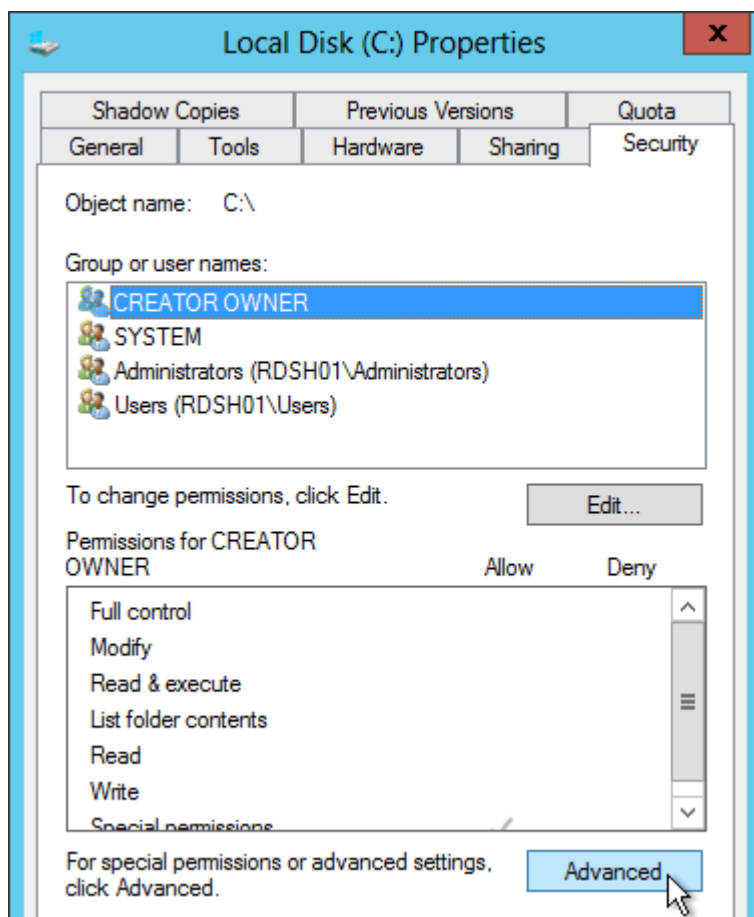 Local Disk (C:) Properties
x
Shadow Copies Previous Versions Quota
General Tools Hardware Sharing Security
Object name: C:\
Group or user names:
CREATOR OWNER
SYSTEM
Administrators (RDSH01\Administrators)
Users (RDSH01\Users)
To change permissions, click Edit.
Edit...
Permissions for CREATOR
OWNER Allow Deny
Full control
Modify
Read & execute
List folder contents
Read
Write
Special permissions
For special permissions or advanced settings,
click Advanced.
Advanced